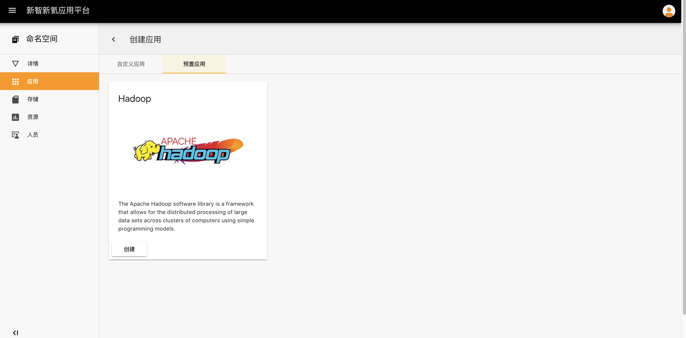 新智新氦应用平台
命名空间
创建应用
详情
自定义应用
预置应用
应用
存储
资源
人员
Hadoop
APACHE
hadoop
The Apache Hadoop software library is a framework
that allows for the distributed processing of large
data sets across clusters of computers using simple
programming models.
创建